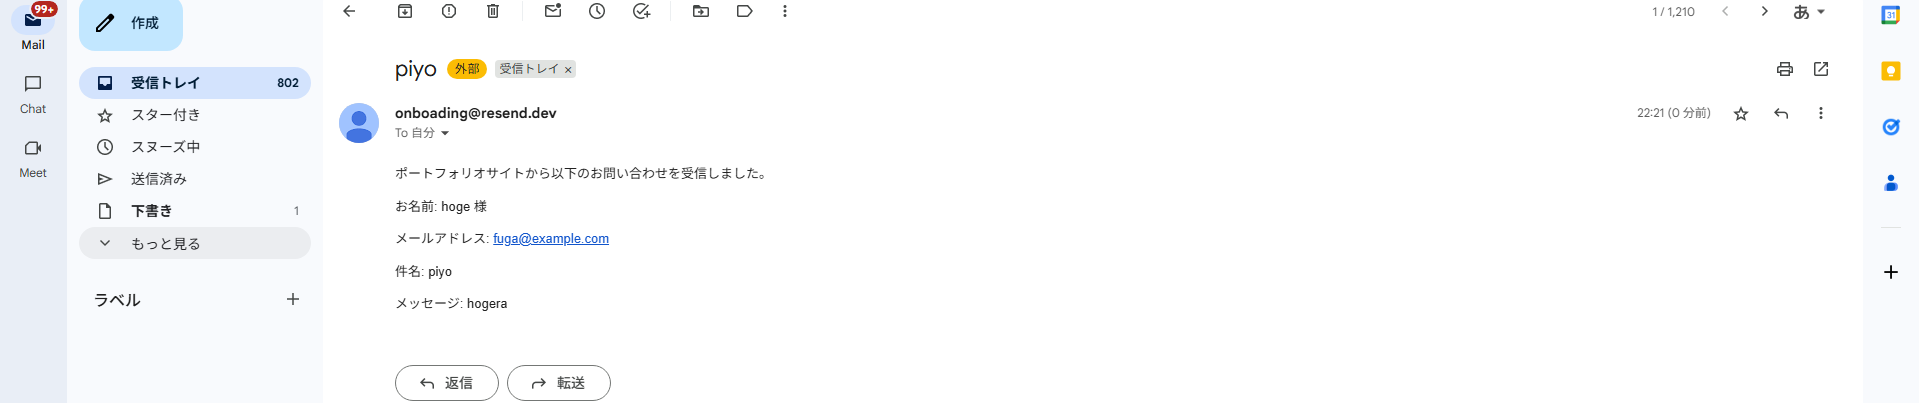 99+
Mail
Chat
Meet
作成
受信トレイ 802
スター付き
スヌーズ中
送信済み
下書き 1
もっと見る
ラベル
1 / 1,210
あ
piyo 外部 受信トレイ ×
onboading@resend.dev 22:21 (0 分前)
To 自分
ポートフォリオサイトから以下のお問い合わせを受信しました。
お名前: hoge 様
メールアドレス: fuga@example.com
件名: piyo
メッセージ: hogera
返信 転送
31